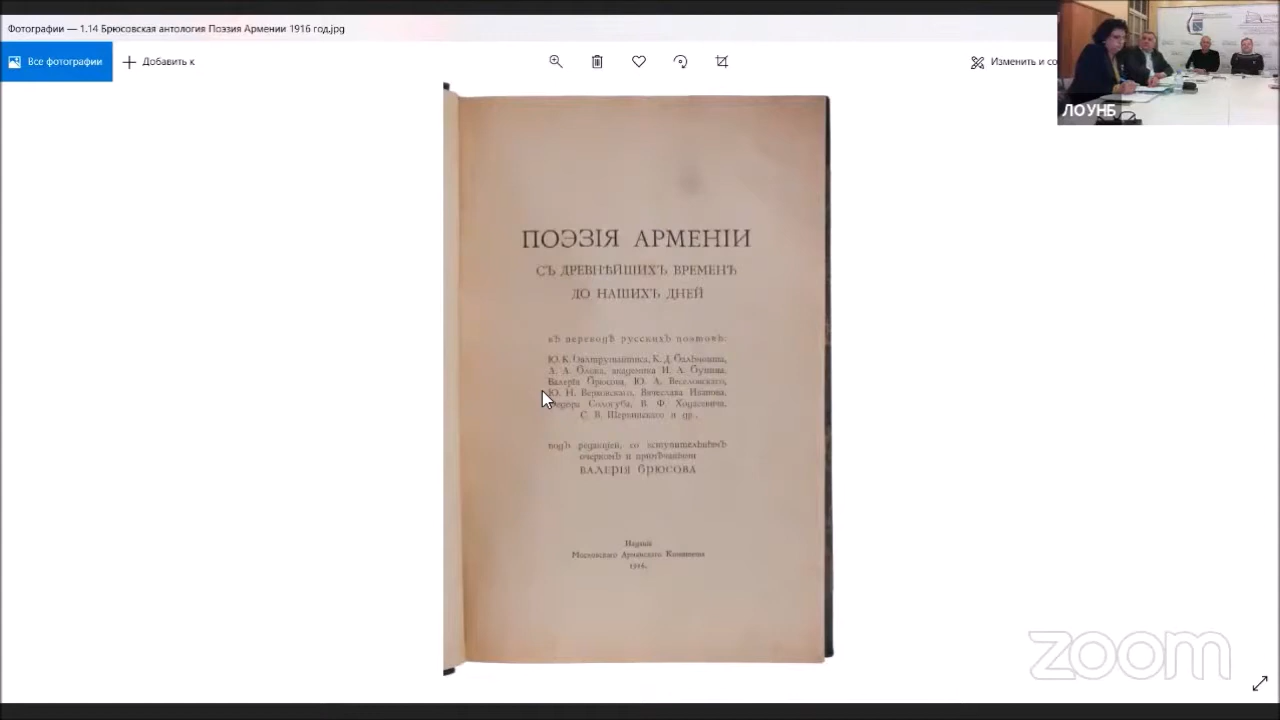 Фотографии — 1.14 Брюсовская антология Поэзия Армении 1916 год.jpg
Все фотографии
Добавить к
Изменить и со
ЛОУНБ
ПОЭЗІЯ АРМЕНІИ
СЪ ДРЕВНѢЙШИХЪ ВРЕМЕНЪ
ДО НАШИХЪ ДНЕЙ
въ переводѣ русскихъ поэтовъ:
Ю. К. Балтрушайтиса, К. Д. Бальмонта,
А. А. Блока, академика И. А. Бунина,
Валерія Брюсова, Ю. А. Веселовскаго,
Ю. Н. Верховскаго, Вячеслава Иванова,
Ѳедора Сологуба, В. Ф. Ходасевича,
С. В. Шервинскаго и др.,
подъ редакціей, со вступительнымъ
очеркомъ и примѣчаніями
ВАЛЕРІЯ БРЮСОВА
Изданіе
Московскаго Армянскаго Комитета
1916.
zoom